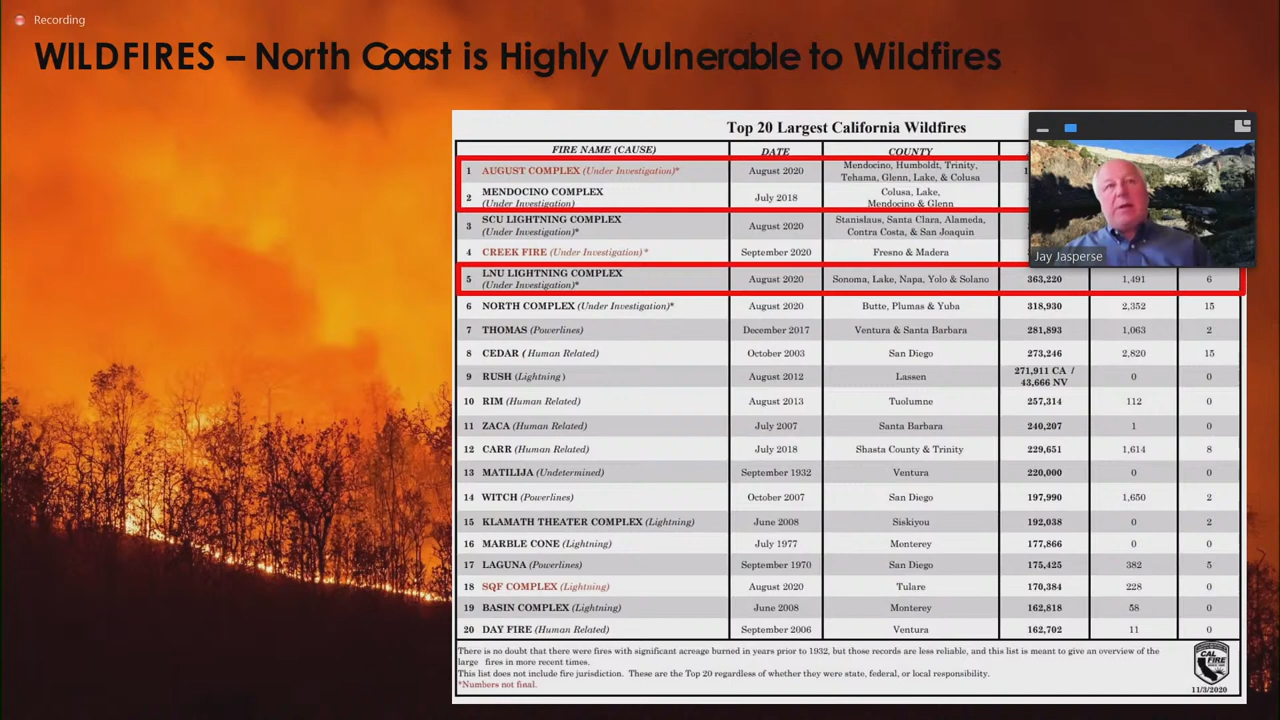 Recording
WILDFIRES – North Coast is Highly Vulnerable to Wildfires
Top 20 Largest California Wildfires
FIRE NAME (CAUSE) DATE COUNTY
1 AUGUST COMPLEX (Under Investigation)* August 2020 Mendocino, Humboldt, Trinity, Tehama, Glenn, Lake, & Colusa
2 MENDOCINO COMPLEX (Under Investigation) July 2018 Colusa, Lake, Mendocino & Glenn
3 SCU LIGHTNING COMPLEX (Under Investigation)* August 2020 Stanislaus, Santa Clara, Alameda, Contra Costa, & San Joaquin
4 CREEK FIRE (Under Investigation)* September 2020 Fresno & Madera
Jay Jasperse
5 LNU LIGHTNING COMPLEX (Under Investigation)* August 2020 Sonoma, Lake, Napa, Yolo & Solano 363,220 1,491 6
6 NORTH COMPLEX (Under Investigation)* August 2020 Butte, Plumas & Yuba 318,930 2,352 15
7 THOMAS (Powerlines) December 2017 Ventura & Santa Barbara 281,893 1,063 2
8 CEDAR ( Human Related) October 2003 San Diego 273,246 2,820 15
9 RUSH (Lightning ) August 2012 Lassen 271,911 CA / 43,666 NV 0 0
10 RIM (Human Related) August 2013 Tuolumne 257,314 112 0
11 ZACA (Human Related) July 2007 Santa Barbara 240,207 1 0
12 CARR (Human Related) July 2018 Shasta County & Trinity 229,651 1,614 8
13 MATILIJA (Undetermined) September 1932 Ventura 220,000 0 0
14 WITCH (Powerlines) October 2007 San Diego 197,990 1,650 2
15 KLAMATH THEATER COMPLEX (Lightning) June 2008 Siskiyou 192,038 0 2
16 MARBLE CONE (Lightning) July 1977 Monterey 177,866 0 0
17 LAGUNA (Powerlines) September 1970 San Diego 175,425 382 5
18 SQF COMPLEX (Lightning) August 2020 Tulare 170,384 228 0
19 BASIN COMPLEX (Lightning) June 2008 Monterey 162,818 58 0
20 DAY FIRE (Human Related) September 2006 Ventura 162,702 11 0
There is no doubt that there were fires with significant acreage burned in years prior to 1932, but those records are less reliable, and this list is meant to give an overview of the
large fires in more recent times.
This list does not include fire jurisdiction. These are the Top 20 regardless of whether they were state, federal, or local responsibility.
*Numbers not final.
CAL FIRE
11/3/2020